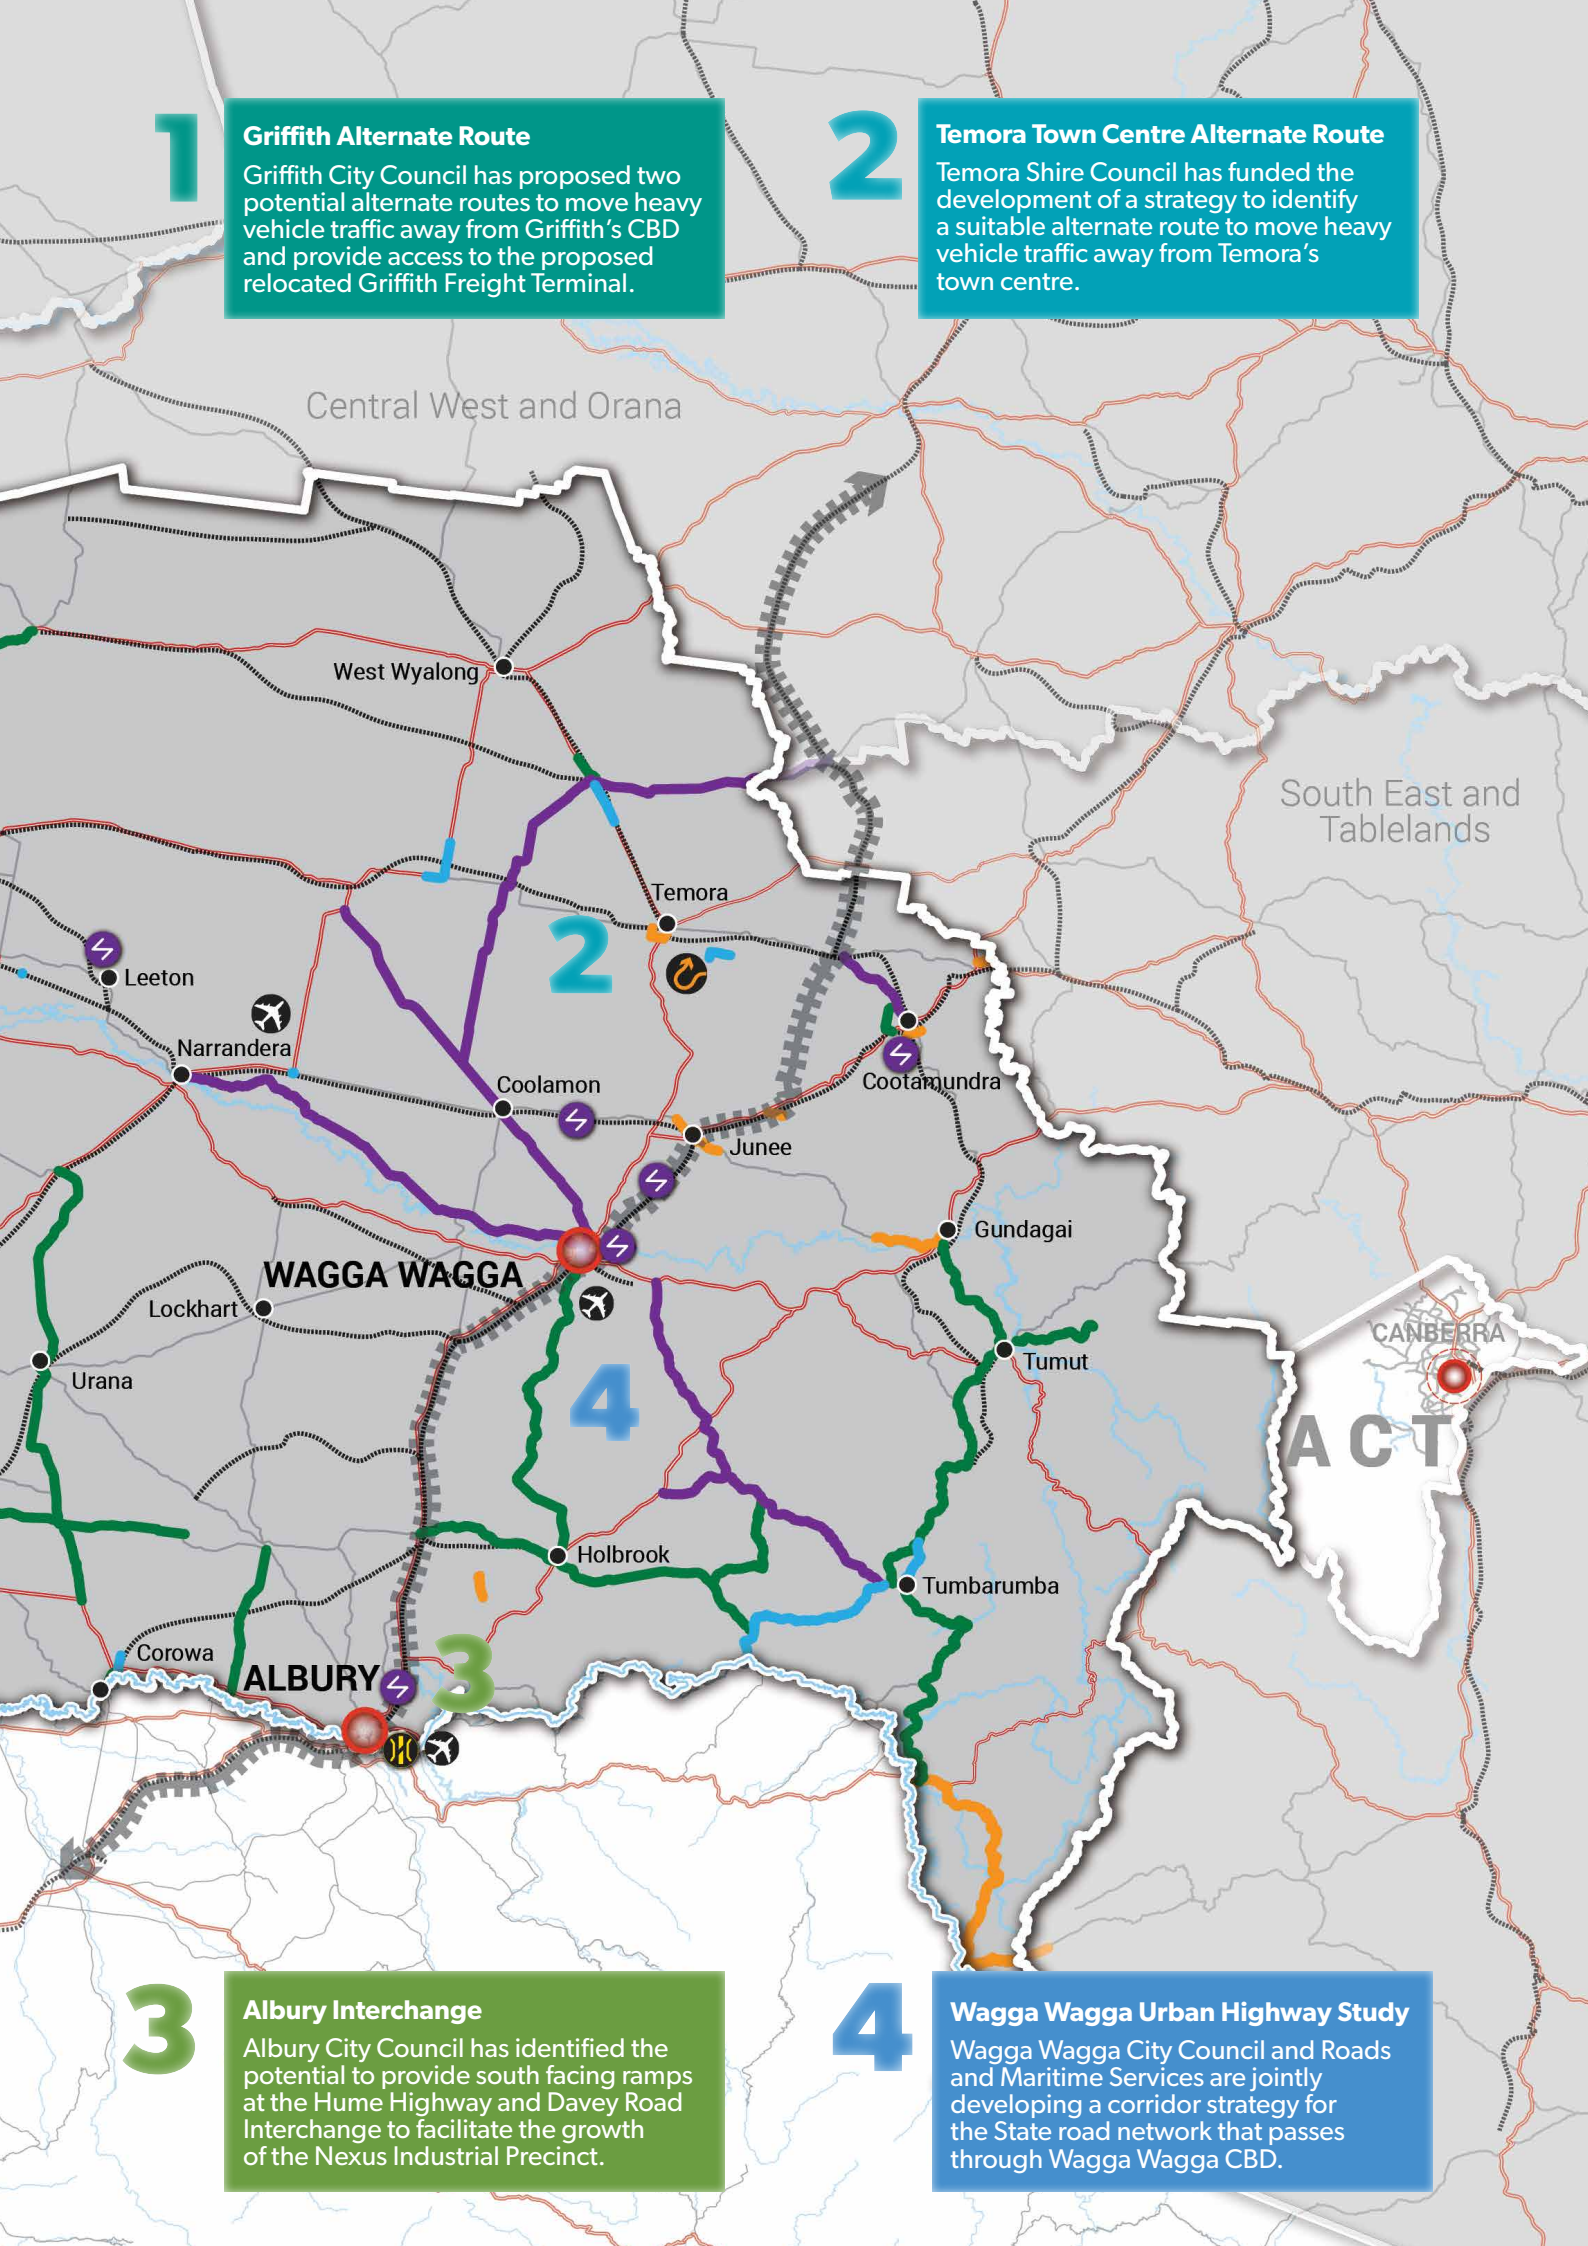 1
Griffith Alternate Route
Griffith City Council has proposed two
potential alternate routes to move heavy
vehicle traffic away from Griffith’s CBD
and provide access to the proposed
relocated Griffith Freight Terminal.
2
Temora Town Centre Alternate Route
Temora Shire Council has funded the
development of a strategy to identify
a suitable alternate route to move heavy
vehicle traffic away from Temora’s
town centre.
Central West and Orana
West Wyalong
South East and
Tablelands
Temora
2
Leeton
Narrandera
Coolamon
Cootamundra
Junee
Gundagai
WAGGA WAGGA
Lockhart
CANBERRA
Tumut
Urana
4
ACT
Holbrook
Tumbarumba
Corowa
ALBURY
3
3
Albury Interchange
Albury City Council has identified the
potential to provide south facing ramps
at the Hume Highway and Davey Road
Interchange to facilitate the growth
of the Nexus Industrial Precinct.
4
Wagga Wagga Urban Highway Study
Wagga Wagga City Council and Roads
and Maritime Services are jointly
developing a corridor strategy for
the State road network that passes
through Wagga Wagga CBD.